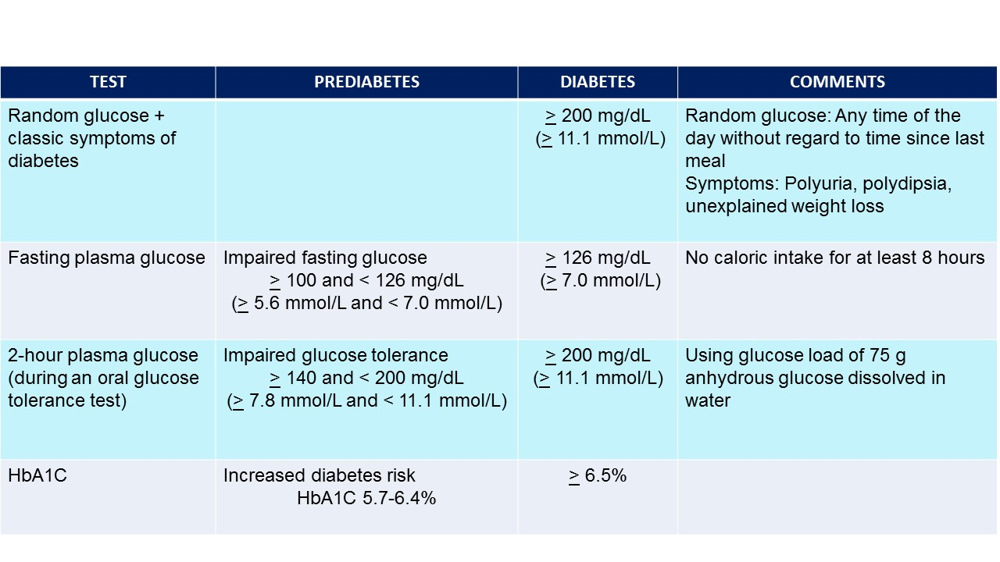 TEST
PREDIABETES
DIABETES
COMMENTS
Random glucose +
classic symptoms of
diabetes
≥ 200 mg/dL
(≥ 11.1 mmol/L)
Random glucose: Any time of the
day without regard to time since last
meal
Symptoms: Polyuria, polydipsia,
unexplained weight loss
Fasting plasma glucose
Impaired fasting glucose
≥ 100 and < 126 mg/dL
(≥ 5.6 mmol/L and < 7.0 mmol/L)
≥ 126 mg/dL
(≥ 7.0 mmol/L)
No caloric intake for at least 8 hours
2-hour plasma glucose
(during an oral glucose
tolerance test)
Impaired glucose tolerance
≥ 140 and < 200 mg/dL
(≥ 7.8 mmol/L and < 11.1 mmol/L)
≥ 200 mg/dL
(≥ 11.1 mmol/L)
Using glucose load of 75 g
anhydrous glucose dissolved in
water
HbA1C
Increased diabetes risk
HbA1C 5.7-6.4%
≥ 6.5%